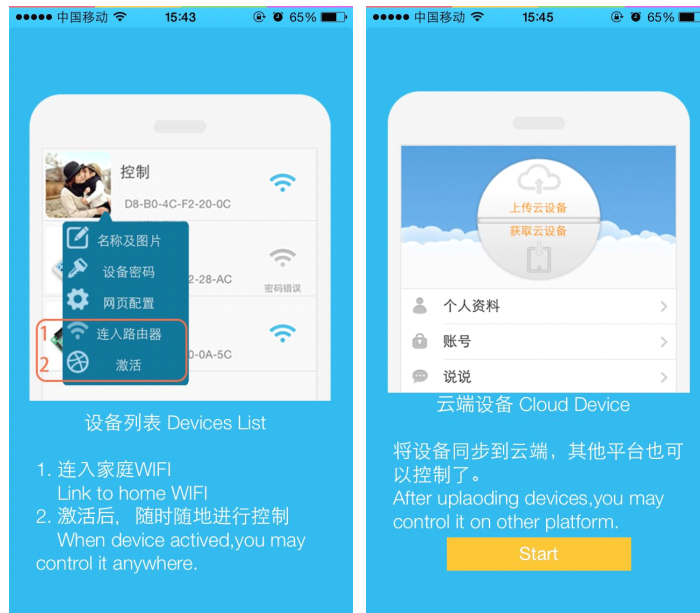 中国移动 15:43 65%
控制
D8-B0-4C-F2-20-0C
名称及图片
设备密码
2-28-AC
密码错误
网页配置
1 连入路由器
0-0A-5C
2 激活
设备列表 Devices List
1. 连入家庭WIFI
Link to home WIFI
2. 激活后，随时随地进行控制
When device actived,you may
control it anywhere.
中国移动 15:45 65%
上传云设备
获取云设备
个人资料
账号
说说
云端设备 Cloud Device
将设备同步到云端，其他平台也可
以控制了。
After uplaoding devices,you may
control it on other platform.
Start